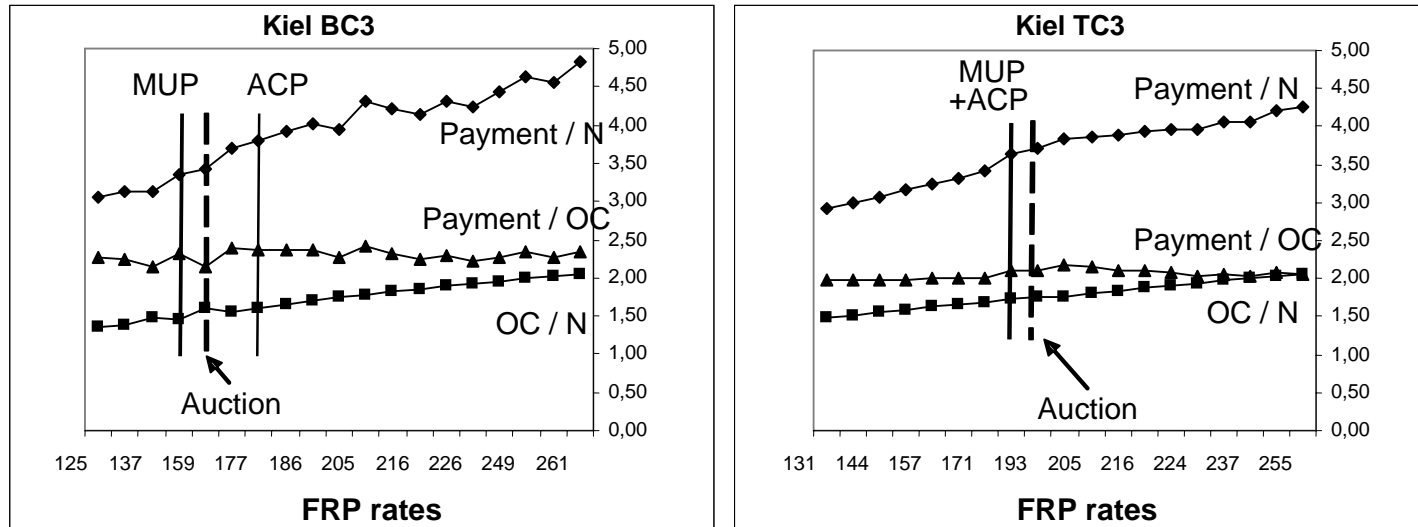 Kiel BC3
5,00
4,50
4,00
3,50
3,00
2,50
2,00
1,50
1,00
0,50
0,00
MUP
ACP
Payment / N
Payment / OC
OC / N
Auction
125 137 159 177 186 205 216 226 249 261
FRP rates
Kiel TC3
5,00
4,50
4,00
3,50
3,00
2,50
2,00
1,50
1,00
0,50
0,00
MUP
+ACP
Payment / N
Payment / OC
OC / N
Auction
131 144 157 171 193 205 216 224 237 255
FRP rates